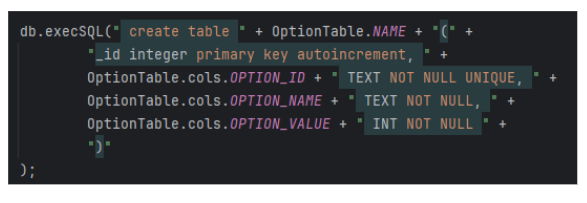 db.execSQL(" create table " + OptionTable.NAME + "(" +
"_id integer primary key autoincrement, " +
OptionTable.cols.OPTION_ID + " TEXT NOT NULL UNIQUE, " +
OptionTable.cols.OPTION_NAME + " TEXT NOT NULL, " +
OptionTable.cols.OPTION_VALUE + " INT NOT NULL " +
")"
);